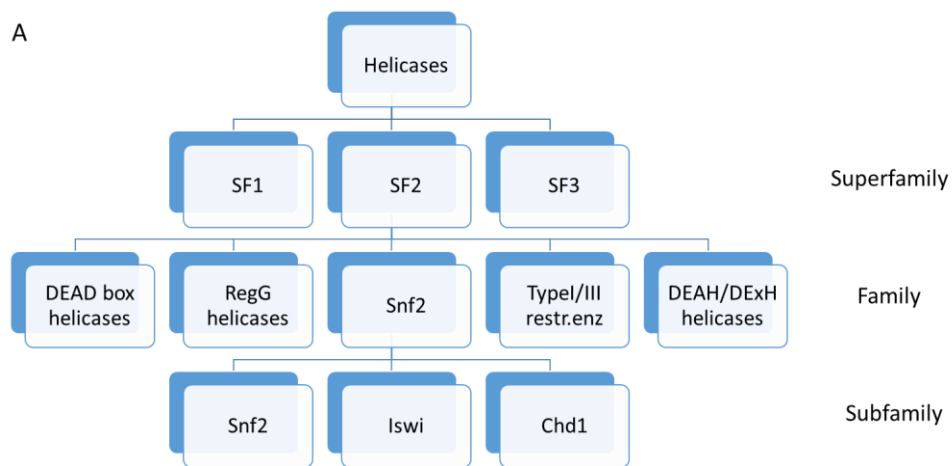 A
Helicases
SF1
SF2
SF3
Superfamily
DEAD box
helicases
RegG
helicases
Snf2
TypeI/III
restr.enz
DEAH/DExH
helicases
Family
Snf2
Iswi
Chd1
Subfamily